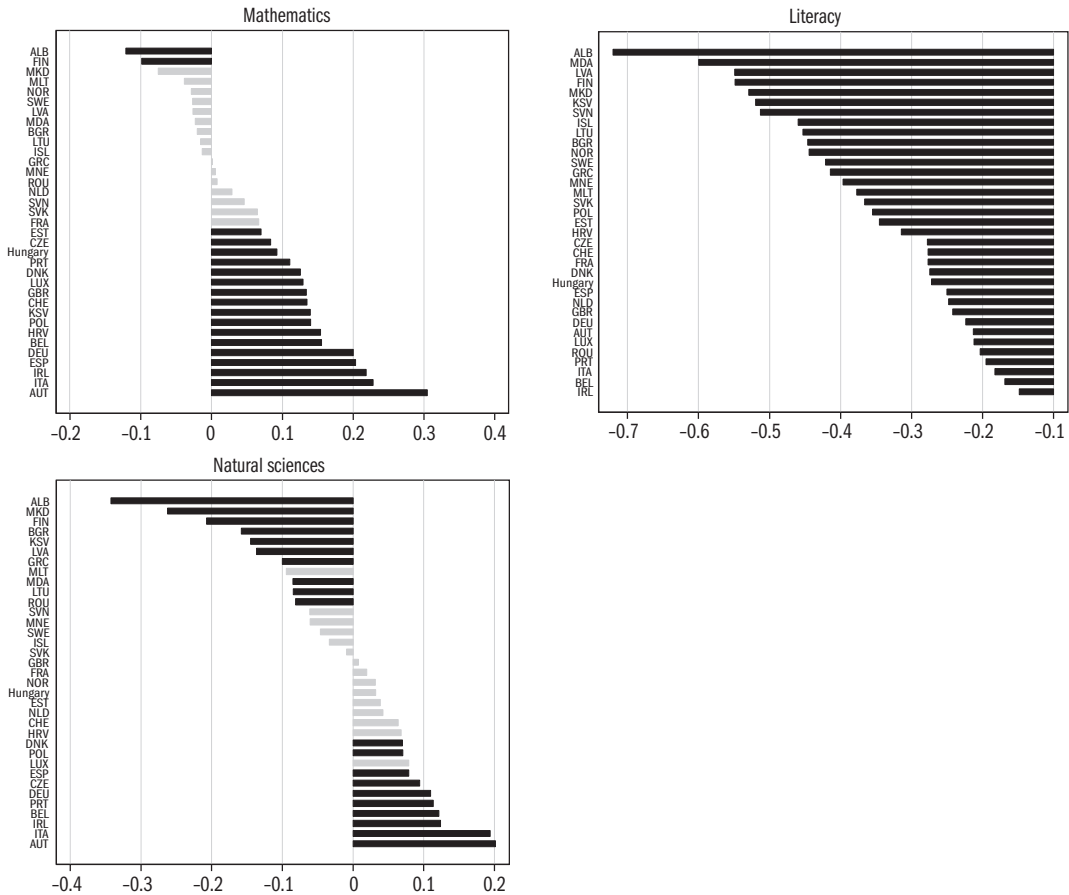 Mathematics
ALB
FIN
MKD
MLT
NOR
SWE
LVA
MDA
BGR
LTU
ISL
GRC
MNE
ROU
NLD
SVN
SVK
FRA
EST
CZE
Hungary
PRT
DNK
LUX
GBR
CHE
KSV
POL
HRV
BEL
DEU
ESP
IRL
ITA
AUT
−0.2 −0.1 0 0.1 0.2 0.3 0.4
Literacy
ALB
MDA
LVA
FIN
MKD
KSV
SVN
ISL
LTU
BGR
NOR
SWE
GRC
MNE
MLT
SVK
POL
EST
HRV
CZE
CHE
FRA
DNK
Hungary
ESP
NLD
GBR
DEU
AUT
LUX
ROU
PRT
ITA
BEL
IRL
−0.7 −0.6 −0.5 −0.4 −0.3 −0.2 −0.1
Natural sciences
ALB
MKD
FIN
BGR
KSV
LVA
GRC
MLT
MDA
LTU
ROU
SVN
MNE
SWE
ISL
SVK
GBR
FRA
NOR
Hungary
EST
NLD
CHE
HRV
DNK
POL
LUX
ESP
CZE
DEU
PRT
BEL
IRL
ITA
AUT
−0.4 −0.3 −0.2 −0.1 0 0.1 0.2